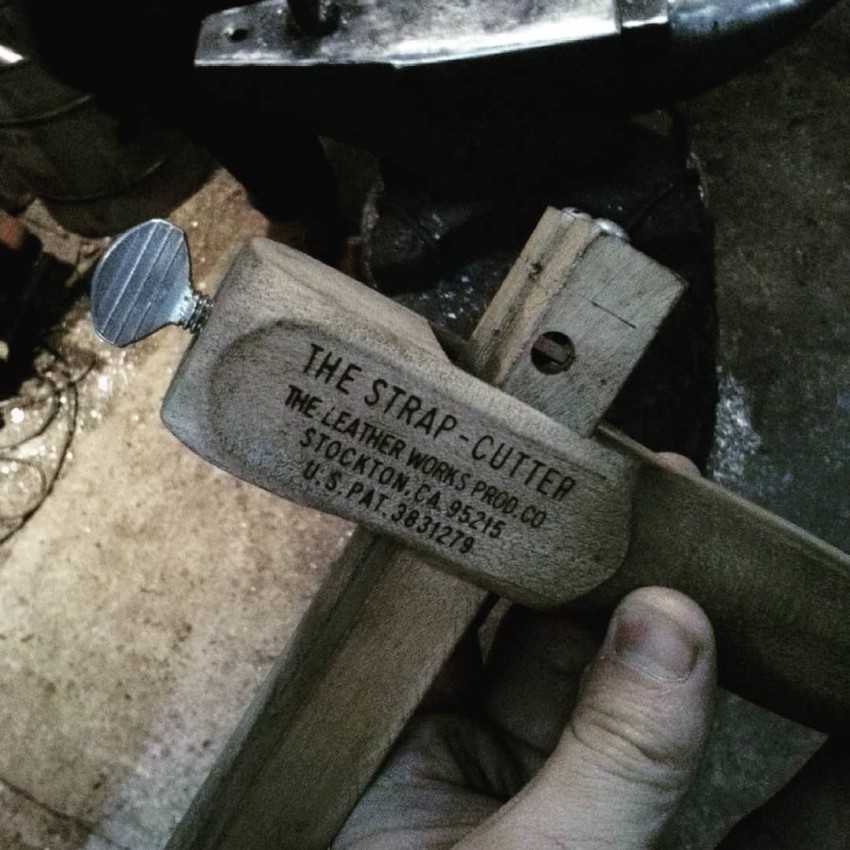 THE STRAP-CUTTER
THE LEATHER WORKS PROD. CO
STOCKTON, CA. 95215
U.S. PAT. 3831279